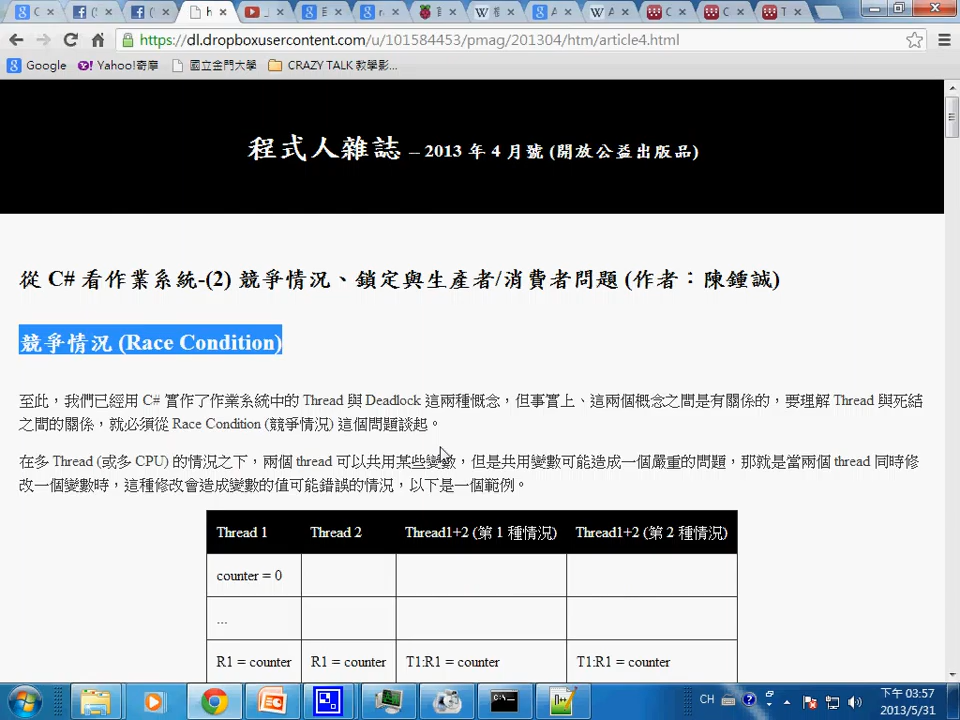 https://dl.dropboxusercontent.com/u/101584453/pmag/201304/htm/article4.html
Google Yahoo!奇摩 國立金門大學 CRAZY TALK 教學影...
程式人雜誌 – 2013 年 4 月號 (開放公益出版品)
從 C# 看作業系統-(2) 競爭情況、鎖定與生產者/消費者問題 (作者：陳鍾誠)
競爭情況 (Race Condition)
至此，我們已經用 C# 實作了作業系統中的 Thread 與 Deadlock 這兩種概念，但事實上、這兩個概念之間是有關係的，要理解 Thread 與死結
之間的關係，就必須從 Race Condition (競爭情況) 這個問題談起。
在多 Thread (或多 CPU) 的情況之下，兩個 thread 可以共用某些變數，但是共用變數可能造成一個嚴重的問題，那就是當兩個 thread 同時修
改一個變數時，這種修改會造成變數的值可能錯誤的情況，以下是一個範例。
Thread 1 Thread 2 Thread1+2 (第 1 種情況) Thread1+2 (第 2 種情況)
counter = 0
...
R1 = counter R1 = counter T1:R1 = counter T1:R1 = counter
CH
下午 03:57
2013/5/31